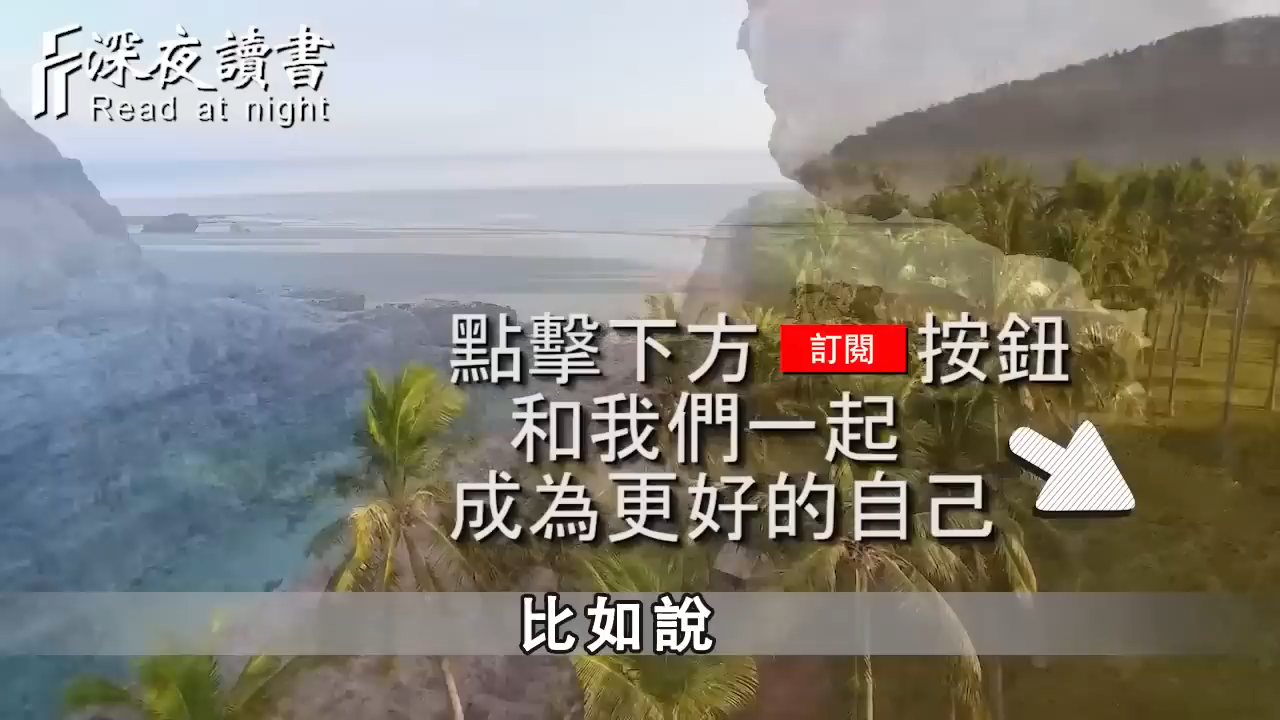 深夜讀書
Read at night
點擊下方 訂閱 按鈕
和我們一起
成為更好的自己
比如說